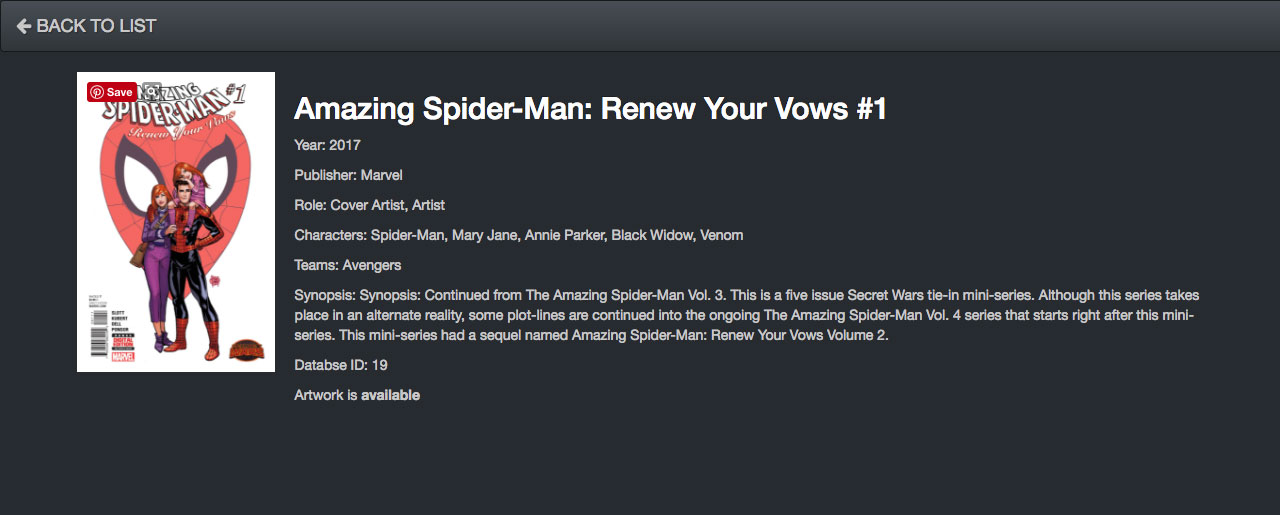 BACK TO LIST
Save
AMAZING
SPIDER-MAN
#1
Renew Your Vows
SLOTT
KUBERT
DELL
PONSOR
DIGITAL
EDITION
MARVEL
Amazing Spider-Man: Renew Your Vows #1
Year: 2017
Publisher: Marvel
Role: Cover Artist, Artist
Characters: Spider-Man, Mary Jane, Annie Parker, Black Widow, Venom
Teams: Avengers
Synopsis: Synopsis: Continued from The Amazing Spider-Man Vol. 3. This is a five issue Secret Wars tie-in mini-series. Although this series takes
place in an alternate reality, some plot-lines are continued into the ongoing The Amazing Spider-Man Vol. 4 series that starts right after this mini-
series. This mini-series had a sequel named Amazing Spider-Man: Renew Your Vows Volume 2.
Databse ID: 19
Artwork is available